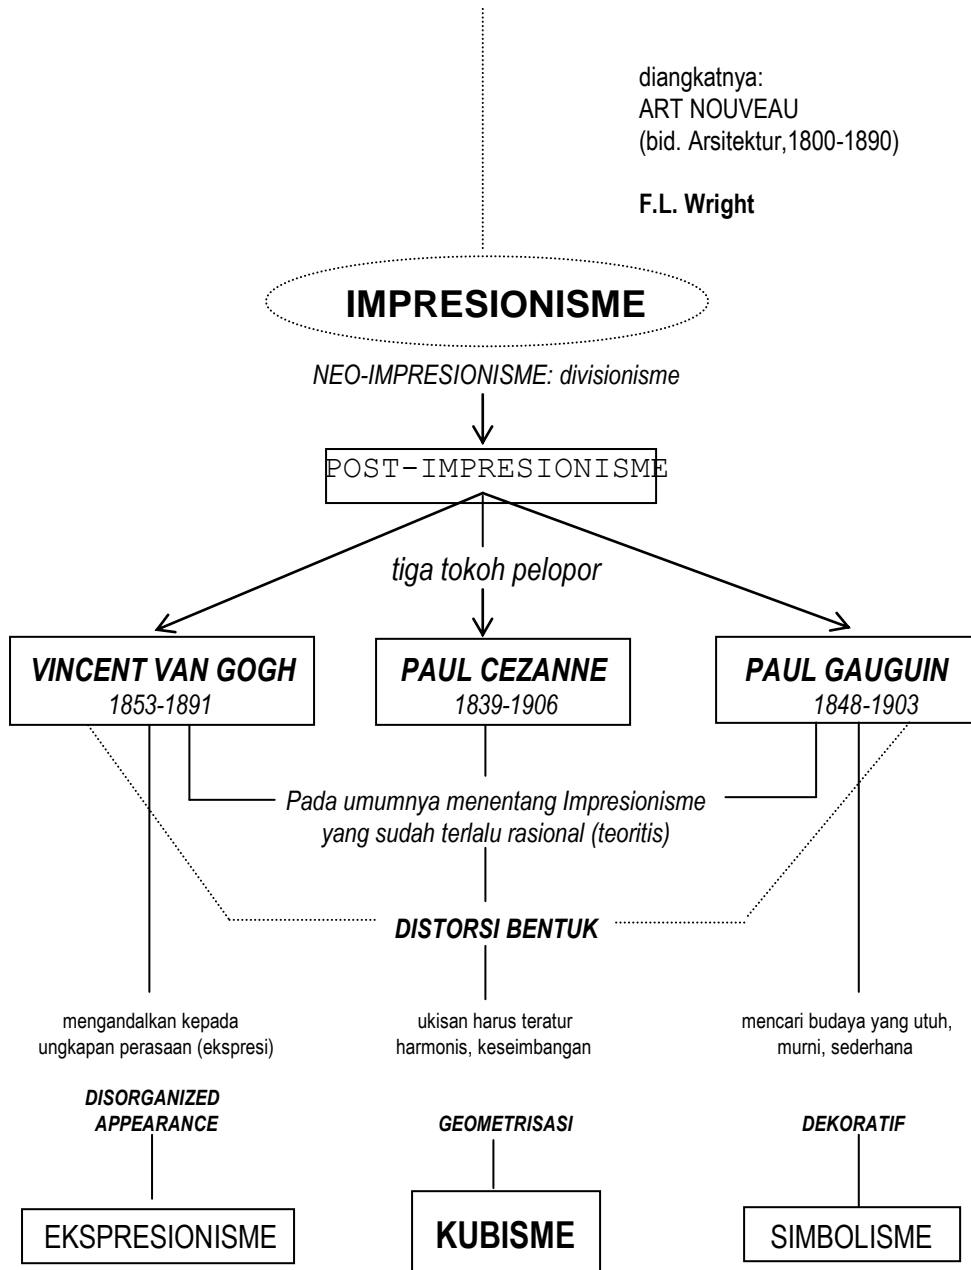 diangkatnya:
ART NOUVEAU
(bid. Arsitektur,1800-1890)
F.L. Wright
IMPRESIONISME
NEO-IMPRESIONISME: divisionisme
POST-IMPRESIONISME
tiga tokoh pelopor
VINCENT VAN GOGH
1853-1891
PAUL CEZANNE
1839-1906
PAUL GAUGUIN
1848-1903
Pada umumnya menentang Impresionisme
yang sudah terlalu rasional (teoritis)
DISTORSI BENTUK
mengandalkan kepada
ungkapan perasaan (ekspresi)
ukisan harus teratur
harmonis, keseimbangan
mencari budaya yang utuh,
murni, sederhana
DISORGANIZED
APPEARANCE
GEOMETRISASI
DEKORATIF
EKSPRESIONISME
KUBISME
SIMBOLISME